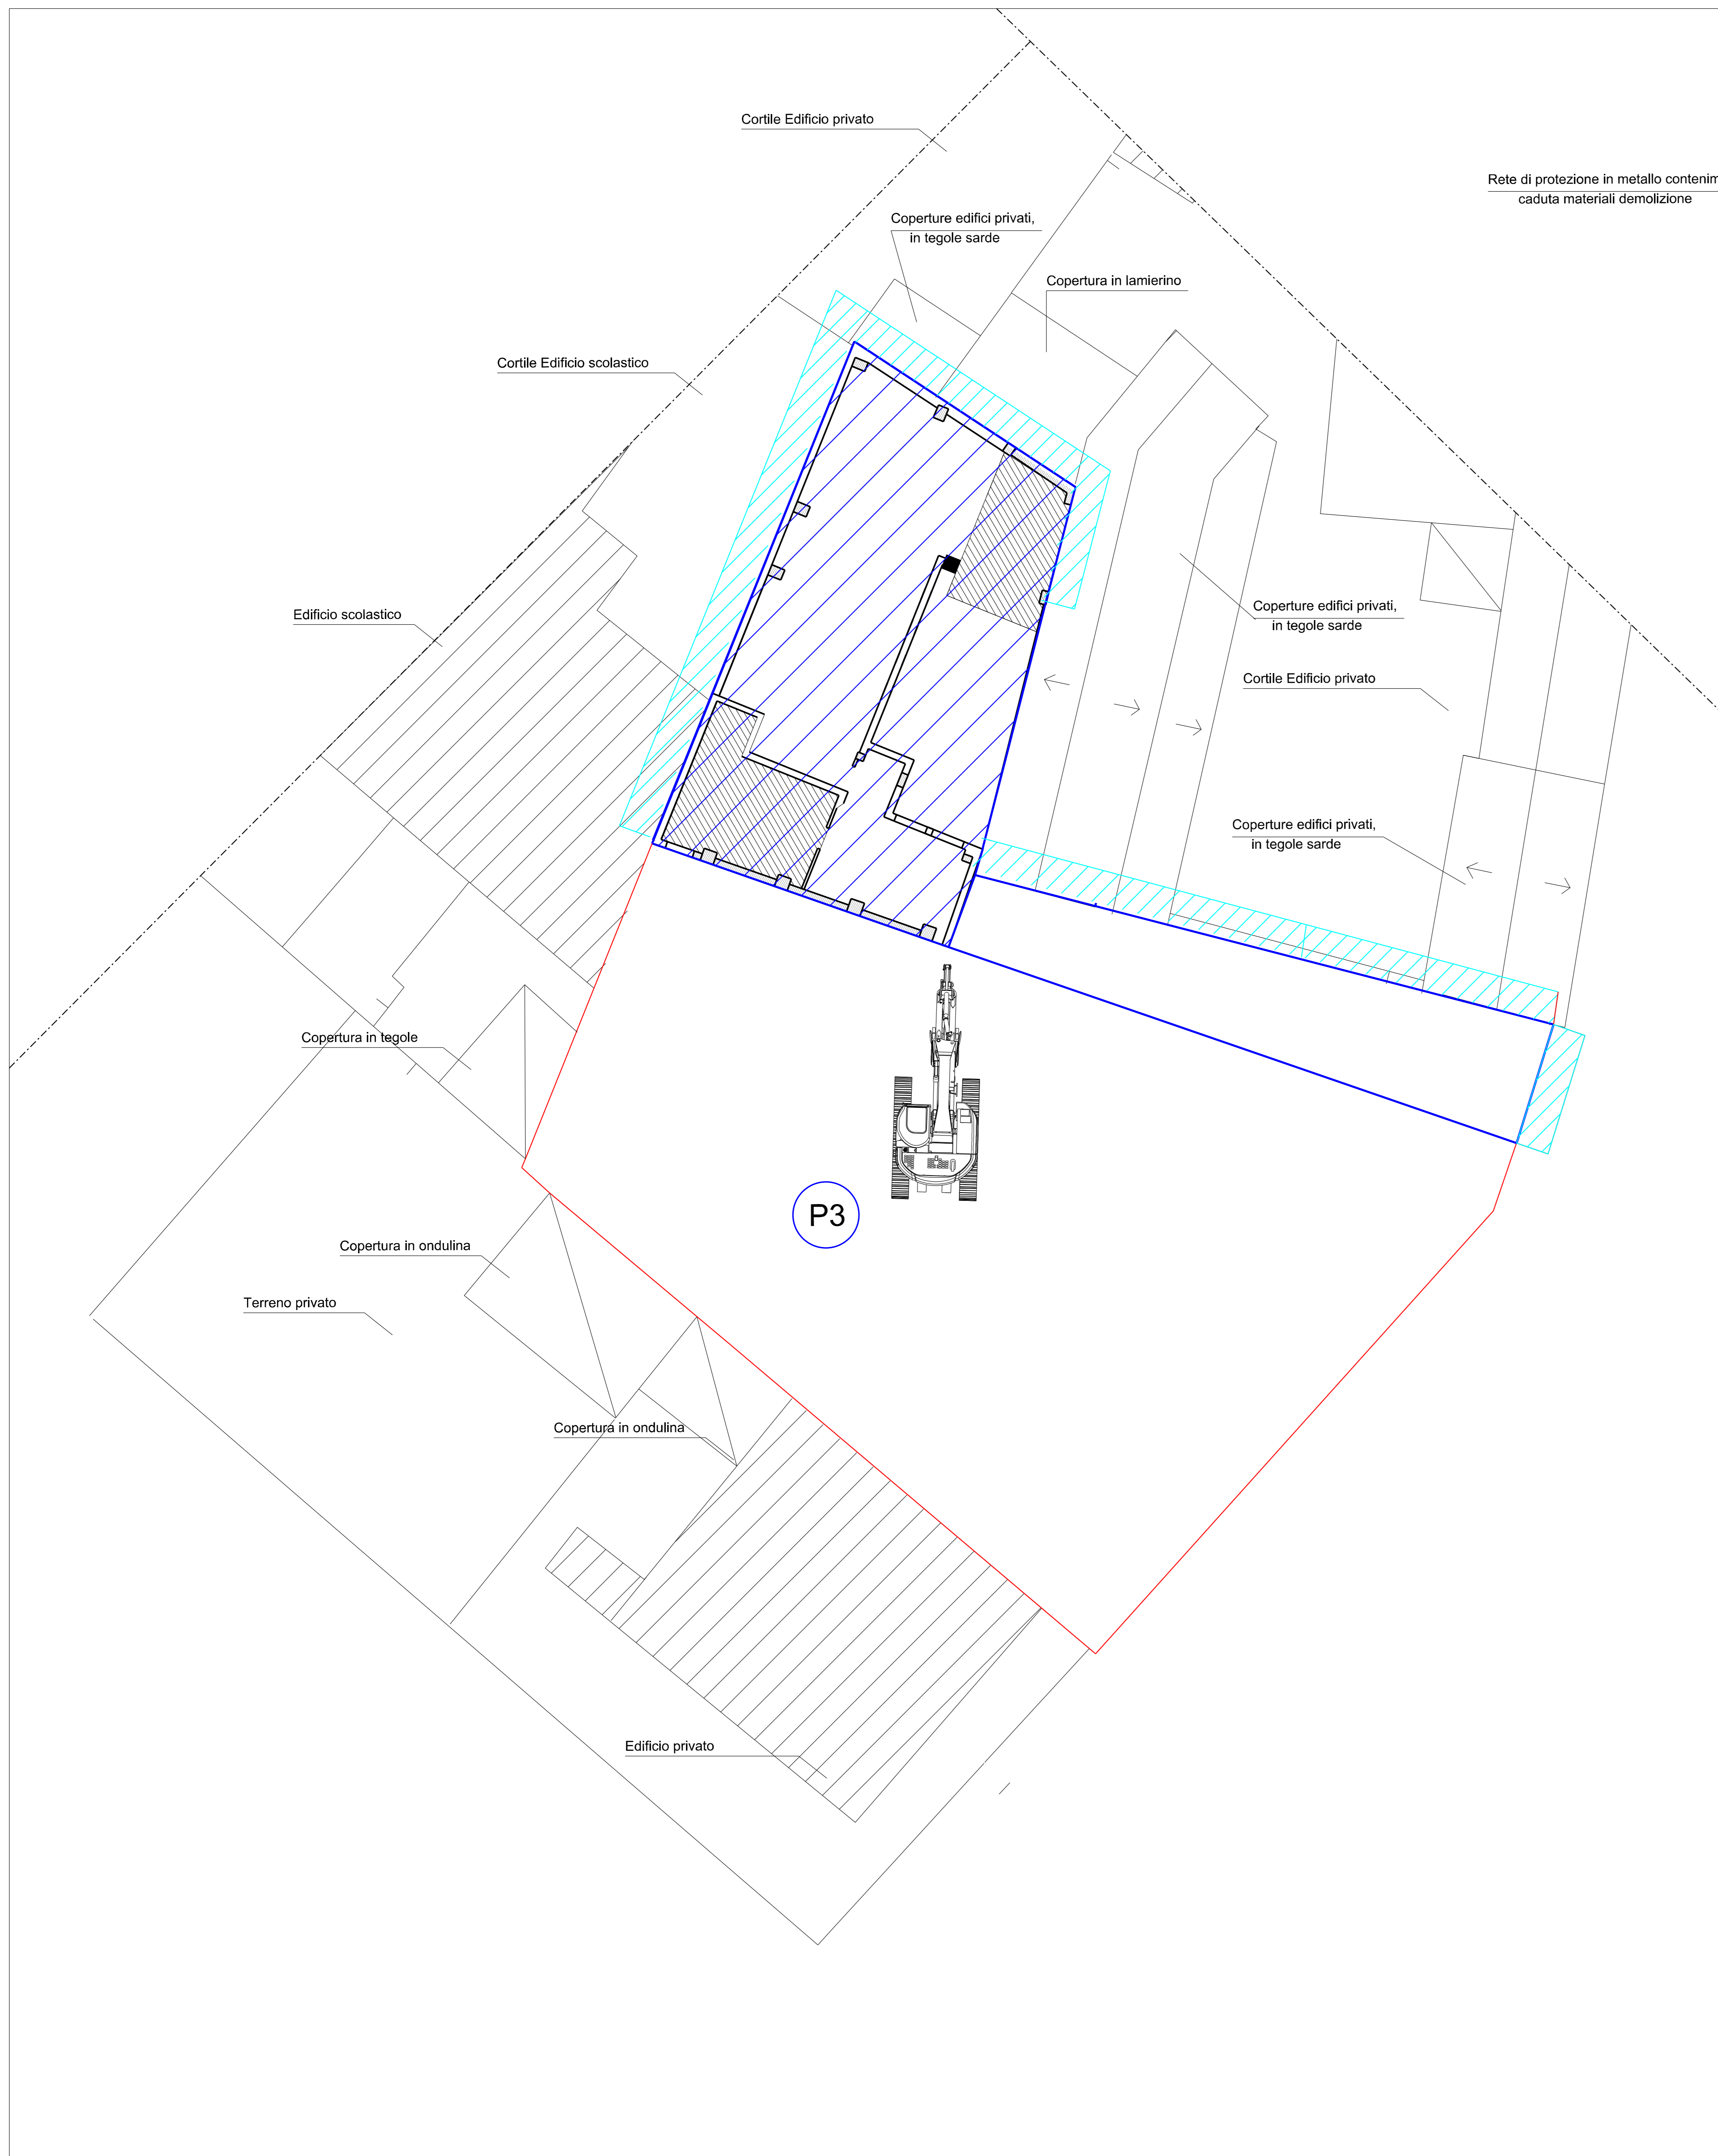 Cortile Edificio privato
Rete di protezione in metallo
caduta materiali demolizione
Coperture edifici privati,
in tegole sarde
Copertura in lamierino
Cortile Edificio scolastico
Edificio scolastico
Coperture edifici privati,
in tegole sarde
Cortile Edificio privato
Coperture edifici privati,
in tegole sarde
Copertura in tegole
P3
Copertura in ondulina
Terreno privato
Copertura in ondulina
Edificio privato